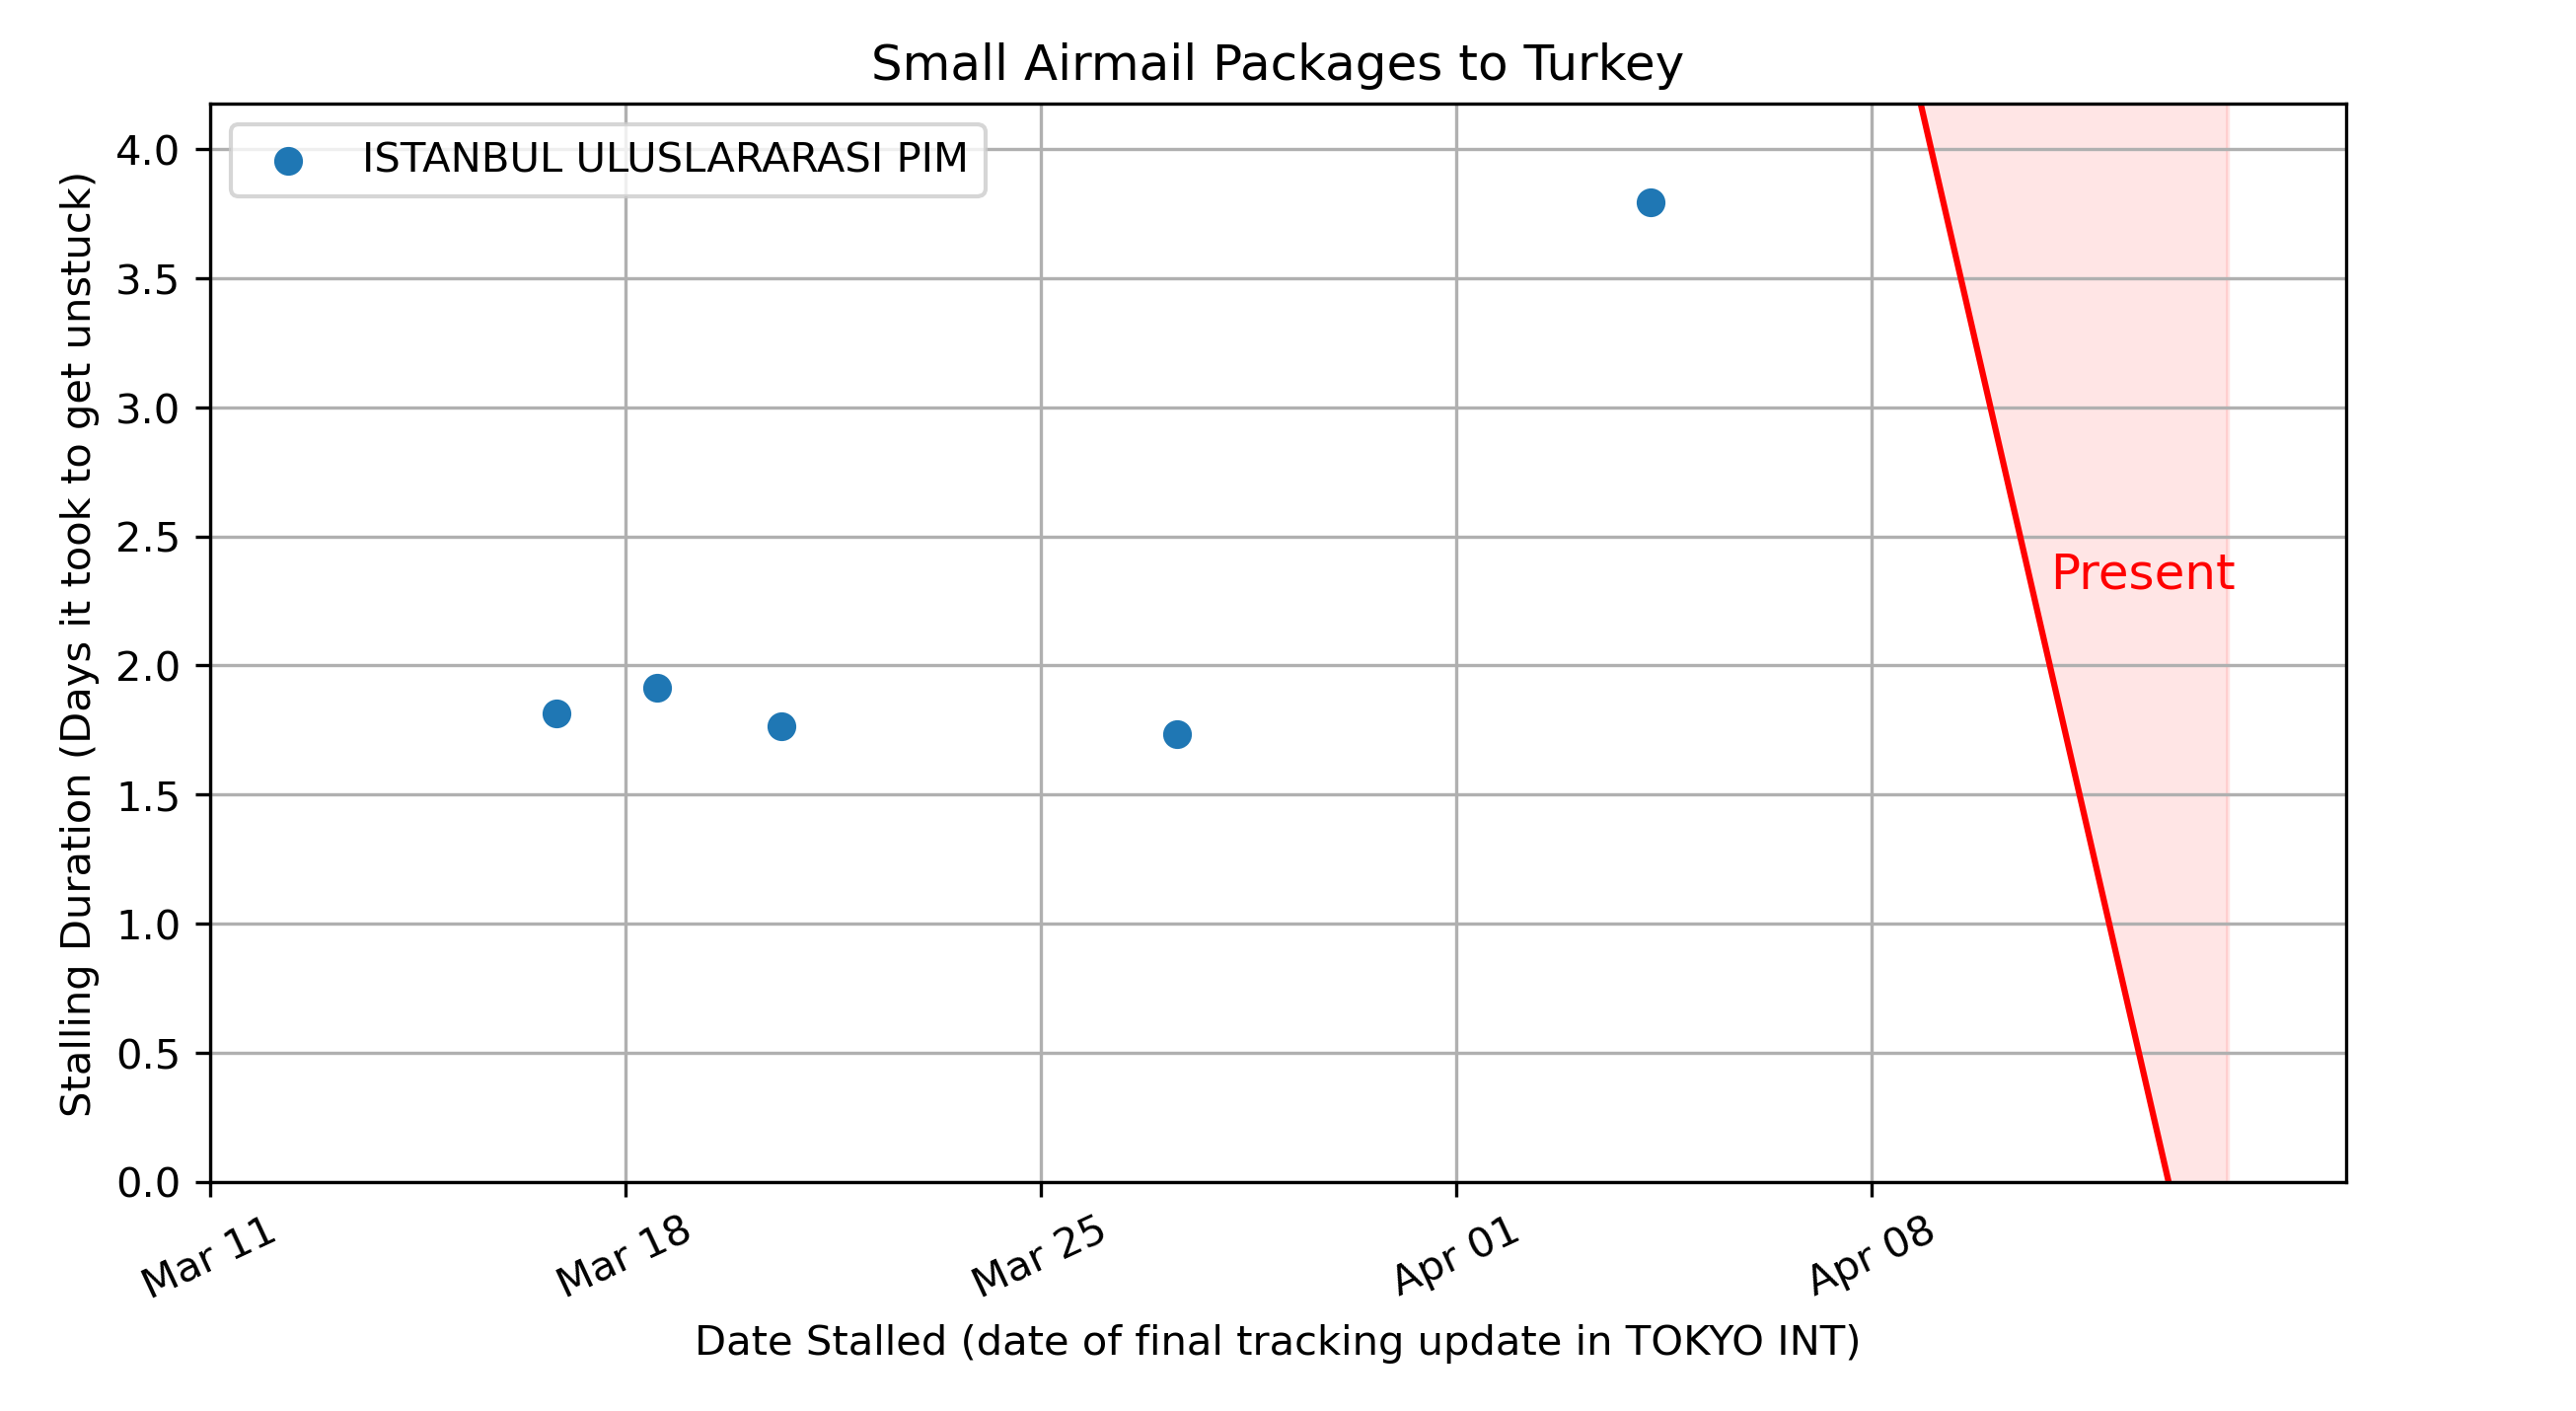 Small Airmail Packages to Turkey
ISTANBUL ULUSLARARASI PIM
Stalling Duration (Days it took to get unstuck)
4.0
3.5
3.0
2.5
2.0
1.5
1.0
0.5
0.0
Present
Mar 11
Mar 18
Mar 25
Apr 01
Apr 08
Date Stalled (date of final tracking update in TOKYO INT)